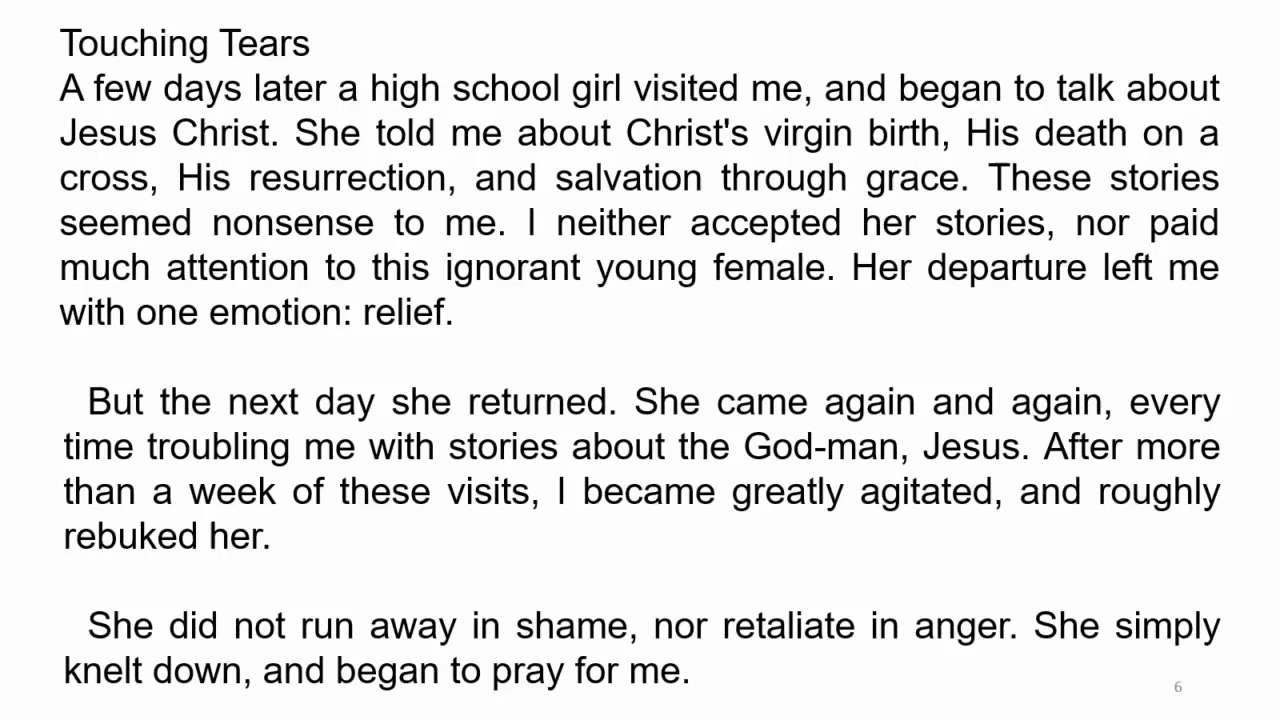 Touching Tears
A few days later a high school girl visited me, and began to talk about
Jesus Christ. She told me about Christ's virgin birth, His death on a
cross, His resurrection, and salvation through grace. These stories
seemed nonsense to me. I neither accepted her stories, nor paid
much attention to this ignorant young female. Her departure left me
with one emotion: relief.
But the next day she returned. She came again and again, every
time troubling me with stories about the God-man, Jesus. After more
than a week of these visits, I became greatly agitated, and roughly
rebuked her.
She did not run away in shame, nor retaliate in anger. She simply
knelt down, and began to pray for me.
6